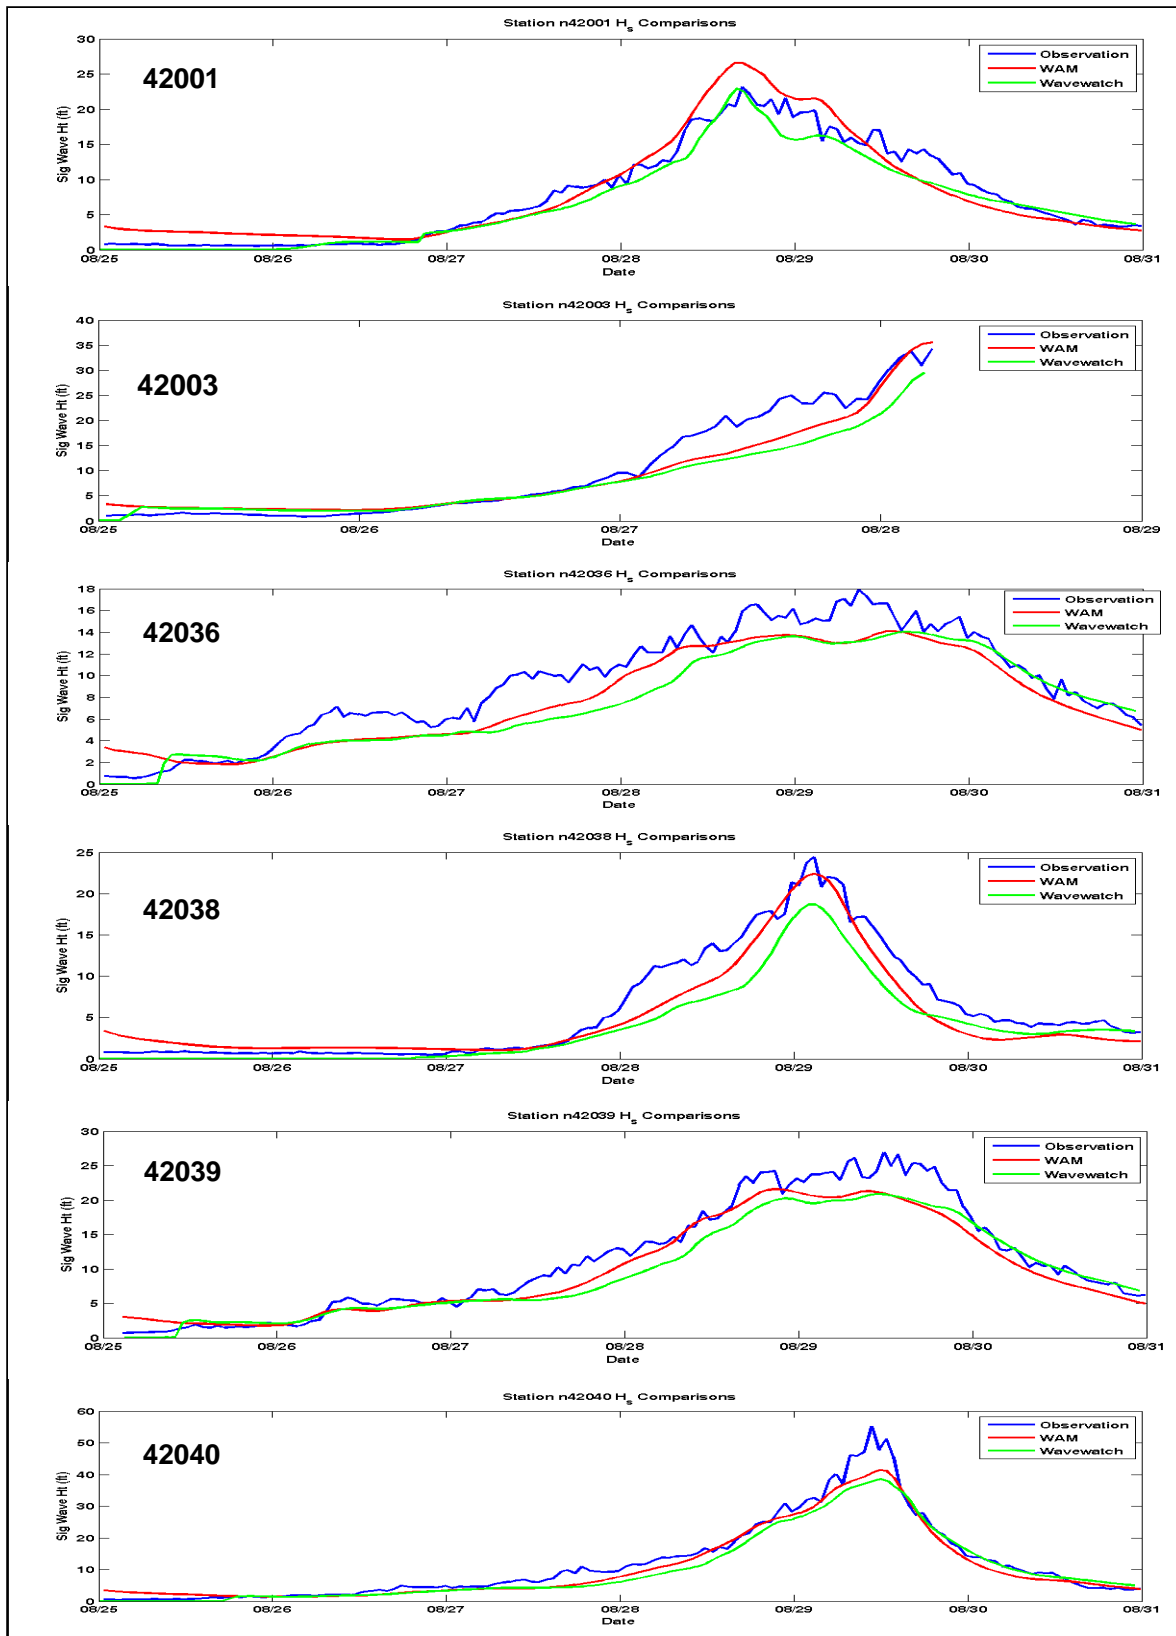 Station n42001 Hs Comparisons
42001
Observation
WAM
Wavewatch
Sig Wave Ht (ft)
30
25
20
15
10
5
0
08/25 08/26 08/27 08/28 08/29 08/30 08/31
Date
Station n42003 Hs Comparisons
42003
Observation
WAM
Wavewatch
Sig Wave Ht (ft)
40
35
30
25
20
15
10
5
0
08/25 08/26 08/27 08/28 08/29
Date
Station n42036 Hs Comparisons
42036
Observation
WAM
Wavewatch
Sig Wave Ht (ft)
18
16
14
12
10
8
6
4
2
0
08/25 08/26 08/27 08/28 08/29 08/30 08/31
Date
Station n42038 Hs Comparisons
42038
Observation
WAM
Wavewatch
Sig Wave Ht (ft)
25
20
15
10
5
0
08/25 08/26 08/27 08/28 08/29 08/30 08/31
Date
Station n42039 Hs Comparisons
42039
Observation
WAM
Wavewatch
Sig Wave Ht (ft)
30
25
20
15
10
5
0
08/25 08/26 08/27 08/28 08/29 08/30 08/31
Date
Station n42040 Hs Comparisons
42040
Observation
WAM
Wavewatch
Sig Wave Ht (ft)
60
50
40
30
20
10
0
08/25 08/26 08/27 08/28 08/29 08/30 08/31
Date